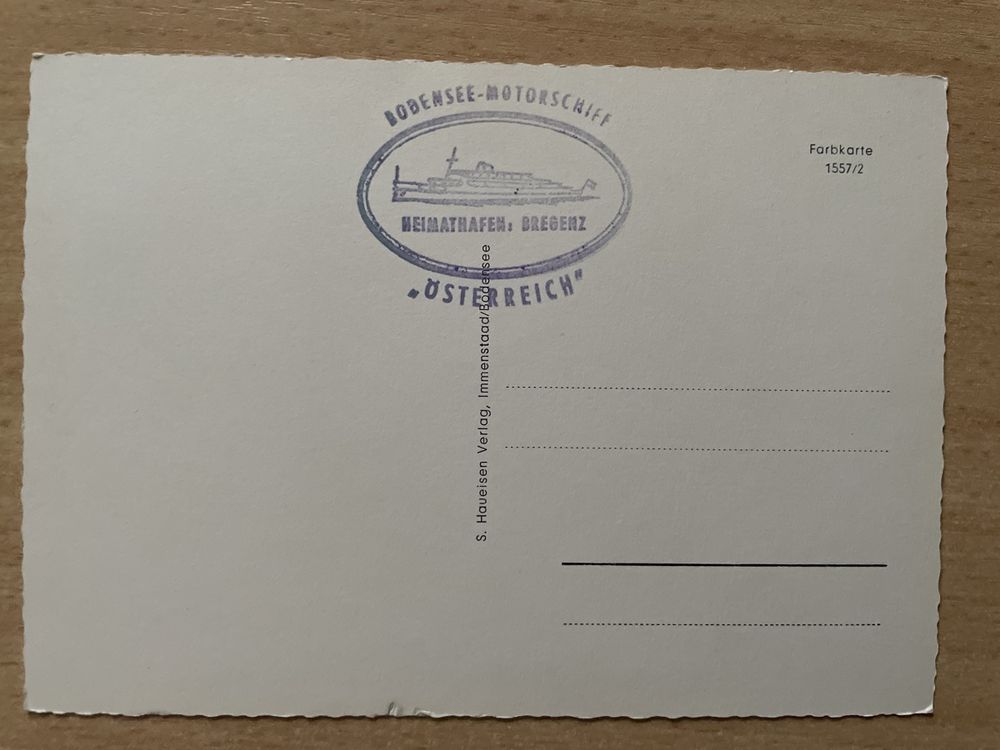 BODENSEE-MOTORSCHIFF
HEIMATHAFEN: BREGENZ
„ÖSTERREICH"
Farbkarte
1557/2
S. Haueisen Verlag, Immenstaad/Bodensee